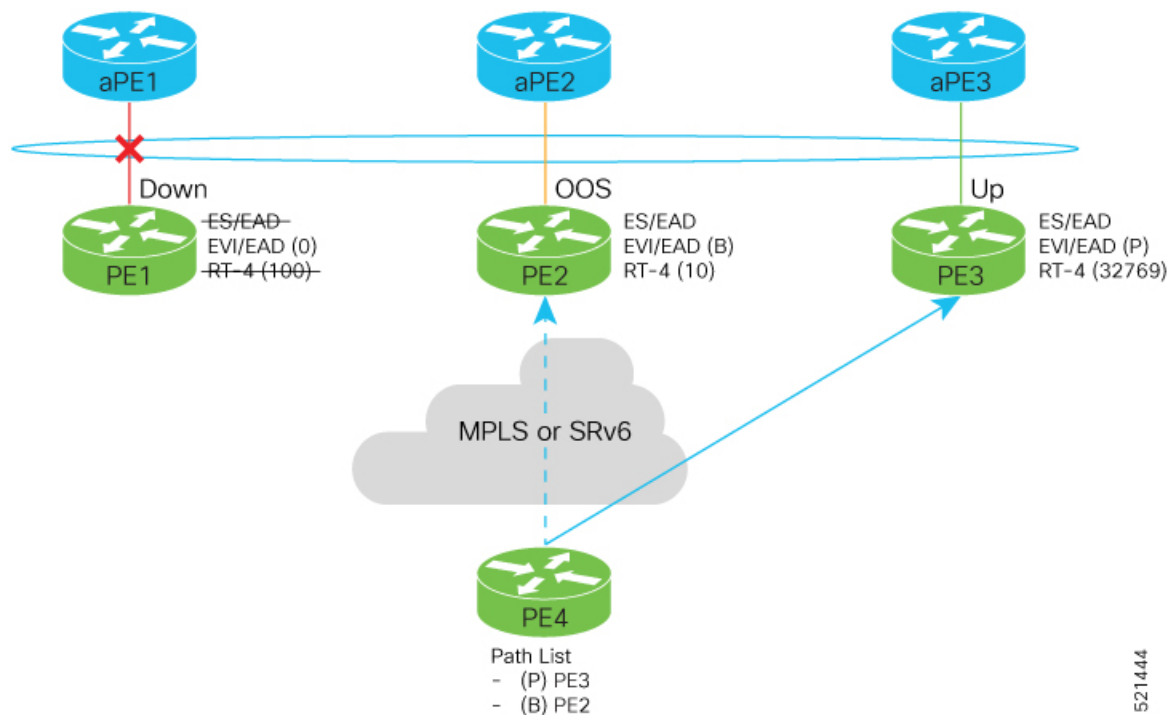 aPE1
aPE2
aPE3
Down
OOS
Up
PE1
ES/EAD
EVI/EAD (0)
RT-4 (100)
PE2
ES/EAD
EVI/EAD (B)
RT-4 (10)
PE3
ES/EAD
EVI/EAD (P)
RT-4 (32769)
MPLS or SRv6
PE4
Path List
- (P) PE3
- (B) PE2
521444